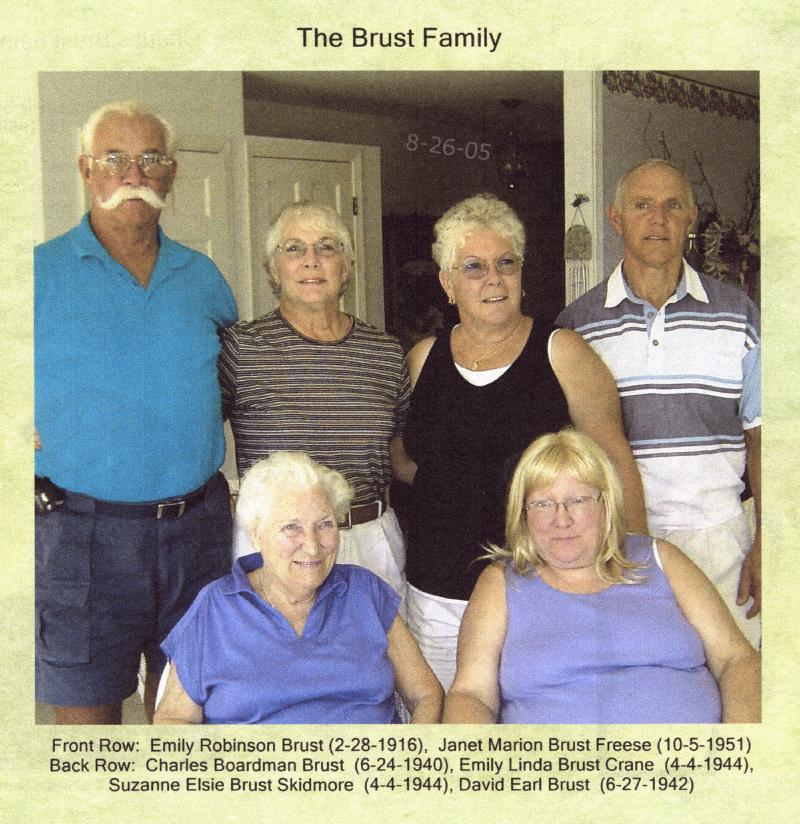 The Brust Family
8-26-05
Front Row: Emily Robinson Brust (2-28-1916), Janet Marion Brust Freese (10-5-1951)
Back Row: Charles Boardman Brust (6-24-1940), Emily Linda Brust Crane (4-4-1944),
Suzanne Elsie Brust Skidmore (4-4-1944), David Earl Brust (6-27-1942)